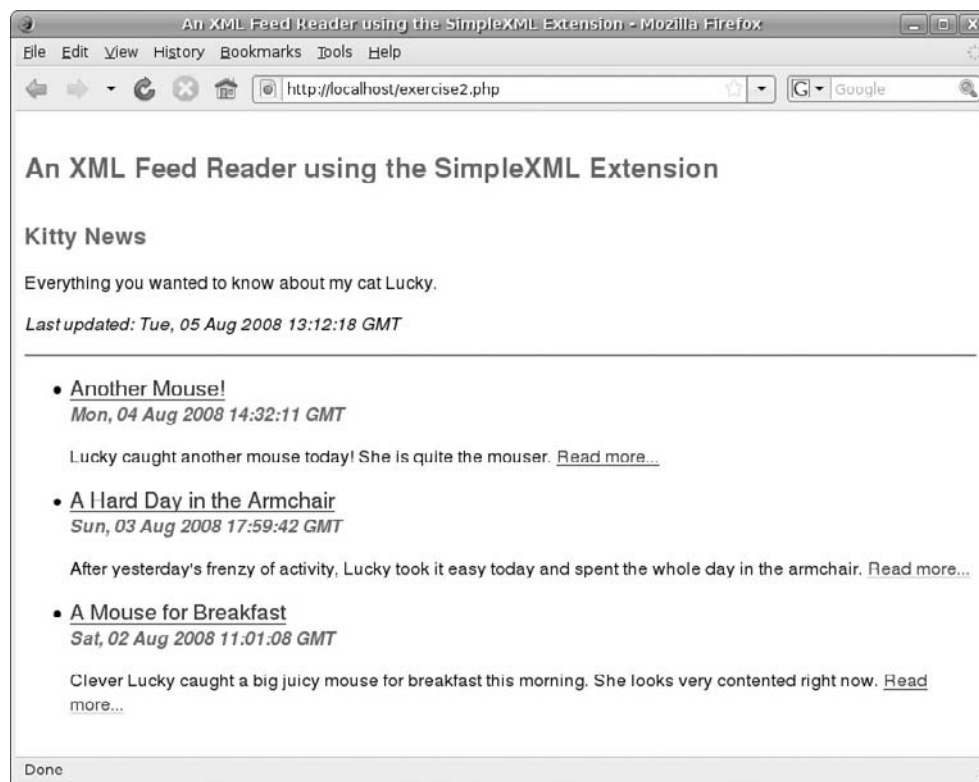 An XML Feed Reader using the SimpleXML Extension - Mozilla Firefox
File Edit View History Bookmarks Tools Help
http://localhost/exercise2.php
G Google
An XML Feed Reader using the SimpleXML Extension
Kitty News
Everything you wanted to know about my cat Lucky.
Last updated: Tue, 05 Aug 2008 13:12:18 GMT
• Another Mouse!
Mon, 04 Aug 2008 14:32:11 GMT
Lucky caught another mouse today! She is quite the mouser. Read more...
• A Hard Day in the Armchair
Sun, 03 Aug 2008 17:59:42 GMT
After yesterday's frenzy of activity, Lucky took it easy today and spent the whole day in the armchair. Read more...
• A Mouse for Breakfast
Sat, 02 Aug 2008 11:01:08 GMT
Clever Lucky caught a big juicy mouse for breakfast this morning. She looks very contented right now. Read
more...
Done